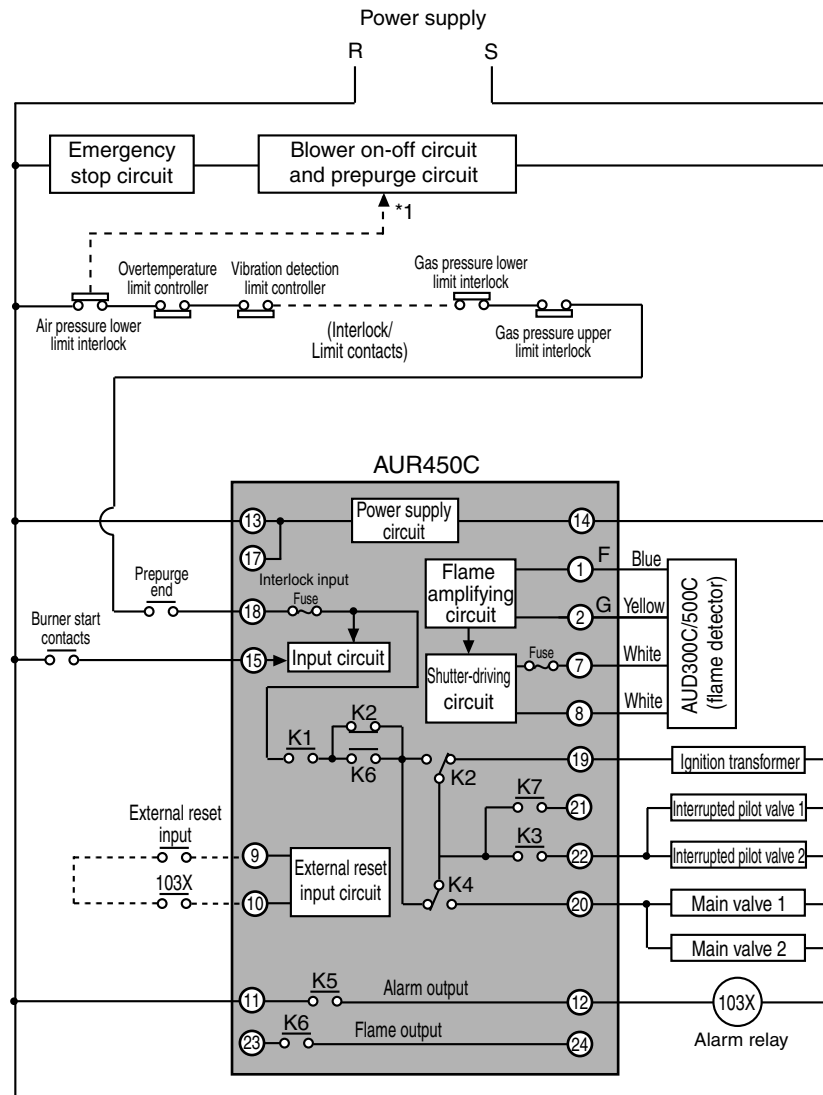 Power supply
R
S
Emergency
stop circuit
Blower on-off circuit
and prepurge circuit
*1
Overtemperature
limit controller
Vibration detection
limit controller
Gas pressure lower
limit interlock
Air pressure lower
limit interlock
(Interlock/
Limit contacts)
Gas pressure upper
limit interlock
AUR450C
13
Power supply
circuit
14
17
Flame
amplifying
circuit
1
F
Blue
2
G
Yellow
AUD300C/500C
(flame detector)
Prepurge
end
18
Interlock input
Fuse
Burner start
contacts
15
Input circuit
Shutter-driving
circuit
Fuse
7
White
8
White
K1
K2
K6
K2
19
Ignition transformer
K7
21
Interrupted pilot valve 1
K3
22
Interrupted pilot valve 2
External reset
input
9
103X
10
External reset
input circuit
K4
20
Main valve 1
Main valve 2
11
K5
Alarm output
12
103X
Alarm relay
23
K6
Flame output
24